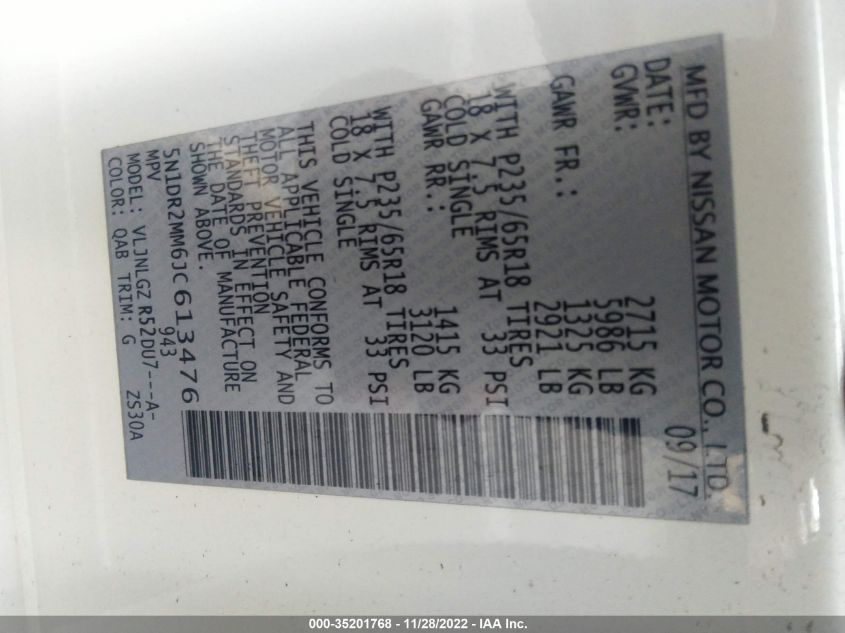 MFD BY NISSAN MOTOR CO., LTD.
DATE: 09/17
GVWR: 2715 KG
5986 LB
GAWR FR.: 1325 KG
2921 LB
WITH P235/65R18 TIRES
18 X 7.5 RIMS AT 33 PSI
COLD SINGLE
GAWR RR.: 1415 KG
3120 LB
WITH P235/65R18 TIRES
18 X 7.5 RIMS AT 33 PSI
COLD SINGLE
THIS VEHICLE CONFORMS TO
ALL APPLICABLE FEDERAL
MOTOR VEHICLE SAFETY AND
THEFT PREVENTION
STANDARDS IN EFFECT ON
THE DATE OF MANUFACTURE
SHOWN ABOVE.
5N1DR2MM6JC613476
MPV 943
MODEL: VLJNLGZ R52DU7---A-
COLOR: QAB TRIM: G ZS30A
000-35201768 - 11/28/2022 - IAA Inc.